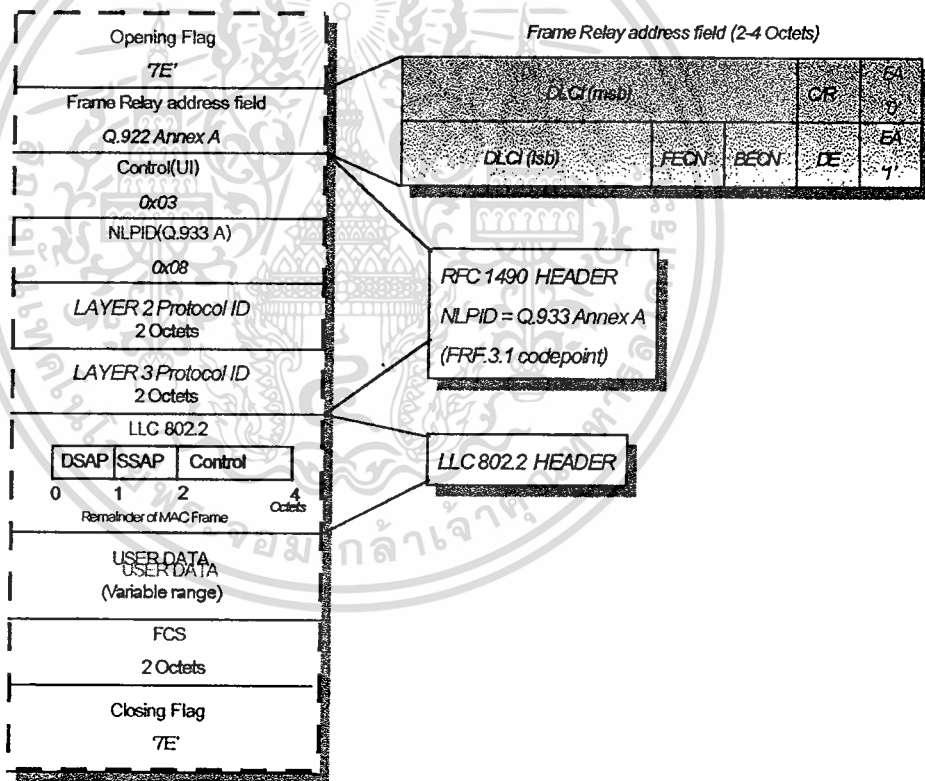 Opening Flag
'7E'
Frame Relay address field
Q.922 Annex A
Control(UI)
0x03
NLPID(Q.933 A)
0x08
LAYER 2 Protocol ID
2 Octets
LAYER 3 Protocol ID
2 Octets
LLC 802.2
DSAP SSAP Control
0 1 2 4
Octets
Remainder of MAC Frame
USER DATA
USER DATA
(Variable range)
FCS
2 Octets
Closing Flag
'7E'
Frame Relay address field (2-4 Octets)
DLCI (msb) C/R EA '0'
DLCI (lsb) FECN BECN DE EA '1'
RFC 1490 HEADER
NLPID = Q.933 Annex A
(FRF.3.1 codepoint)
LLC 802.2 HEADER